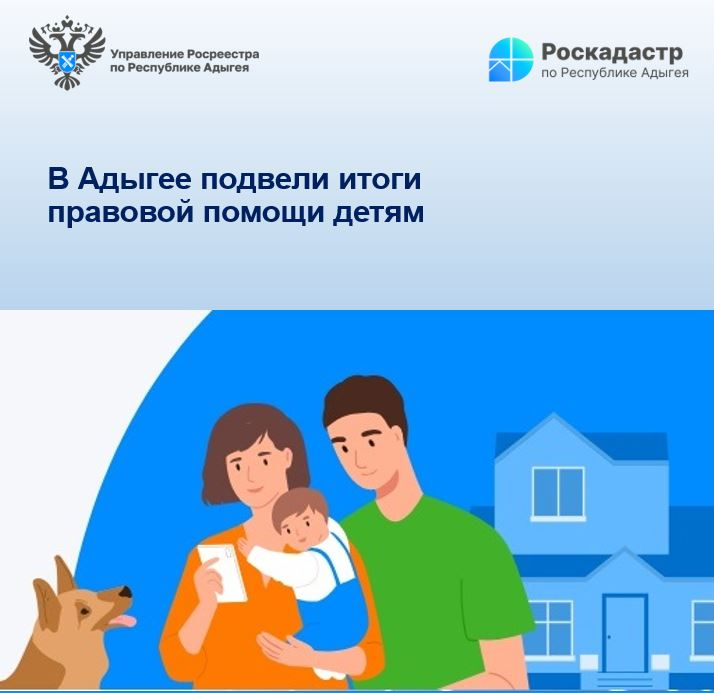 Управление Росреестра
по Республике Адыгея
Роскадастр
по Республике Адыгея
В Адыгее подвели итоги
правовой помощи детям